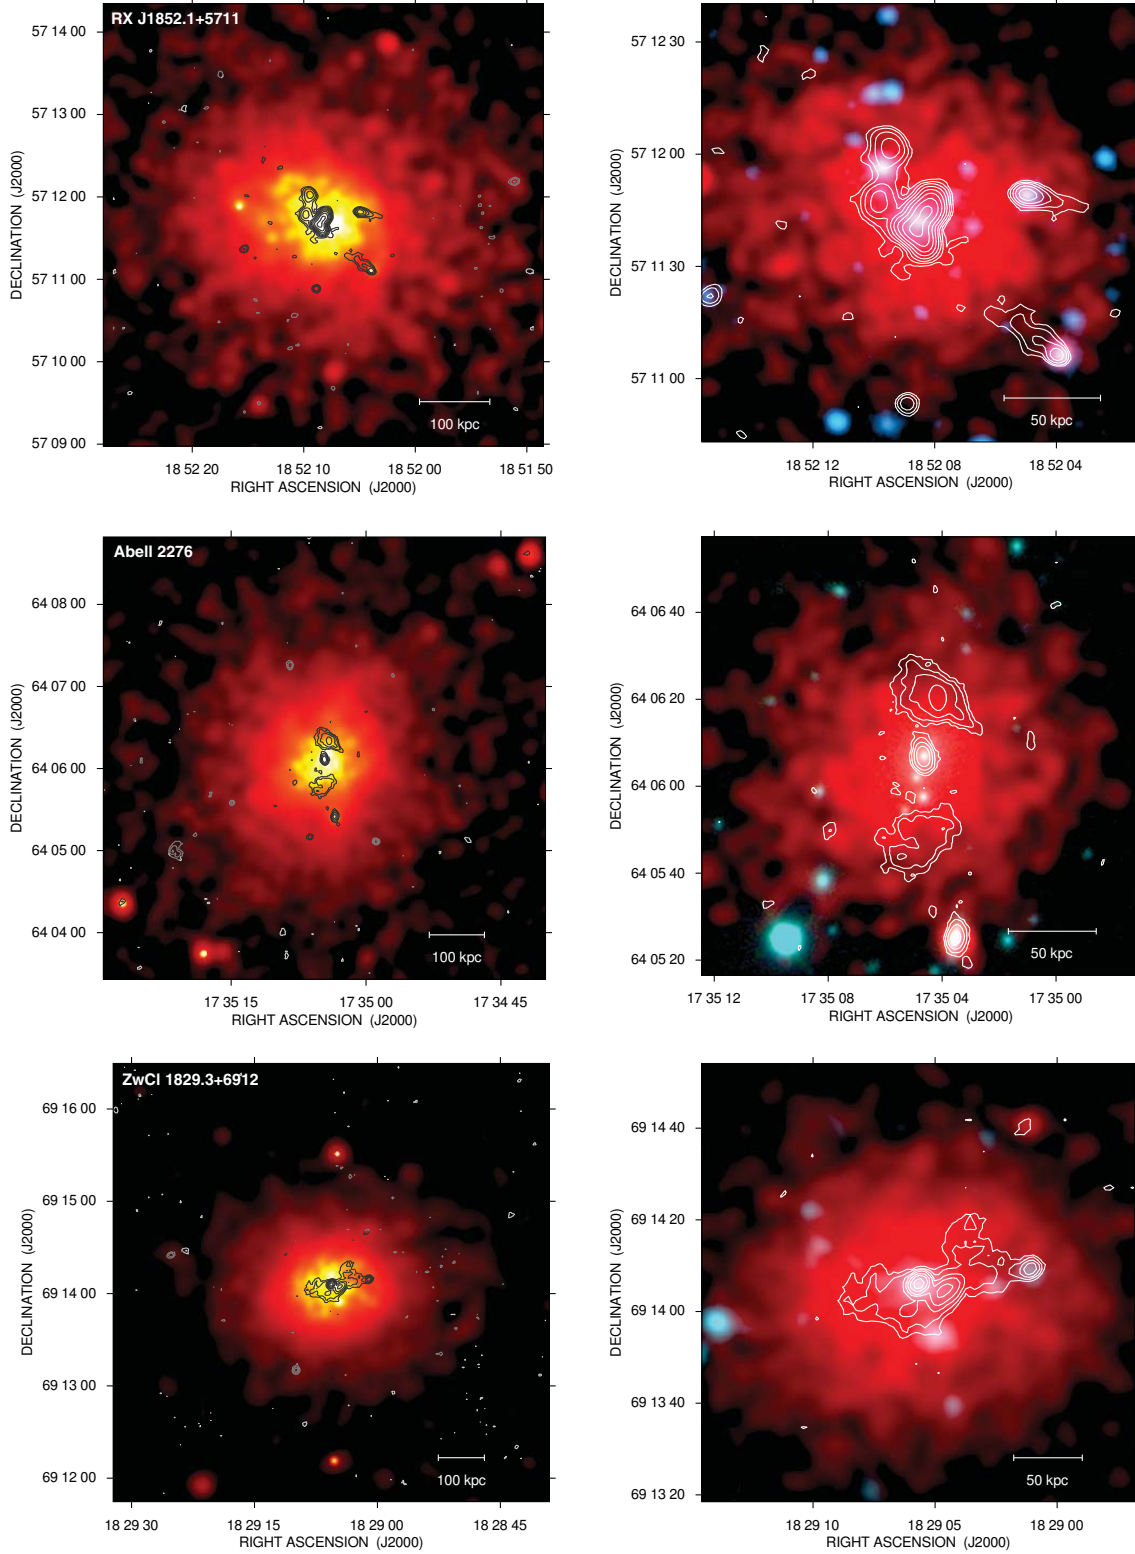 RX J1852.1+5711
57 14 00
57 13 00
57 12 00
57 11 00
57 10 00
57 09 00
DECLINATION (J2000)
100 kpc
18 52 20
18 52 10
18 52 00
18 51 50
RIGHT ASCENSION (J2000)
57 12 30
57 12 00
57 11 30
57 11 00
DECLINATION (J2000)
50 kpc
18 52 12
18 52 08
18 52 04
RIGHT ASCENSION (J2000)
Abell 2276
64 08 00
64 07 00
64 06 00
64 05 00
64 04 00
DECLINATION (J2000)
100 kpc
17 35 15
17 35 00
17 34 45
RIGHT ASCENSION (J2000)
64 06 40
64 06 20
64 06 00
64 05 40
64 05 20
DECLINATION (J2000)
50 kpc
17 35 12
17 35 08
17 35 04
17 35 00
RIGHT ASCENSION (J2000)
ZwCl 1829.3+6912
69 16 00
69 15 00
69 14 00
69 13 00
69 12 00
DECLINATION (J2000)
100 kpc
18 29 30
18 29 15
18 29 00
18 28 45
RIGHT ASCENSION (J2000)
69 14 40
69 14 20
69 14 00
69 13 40
69 13 20
DECLINATION (J2000)
50 kpc
18 29 10
18 29 05
18 29 00
RIGHT ASCENSION (J2000)